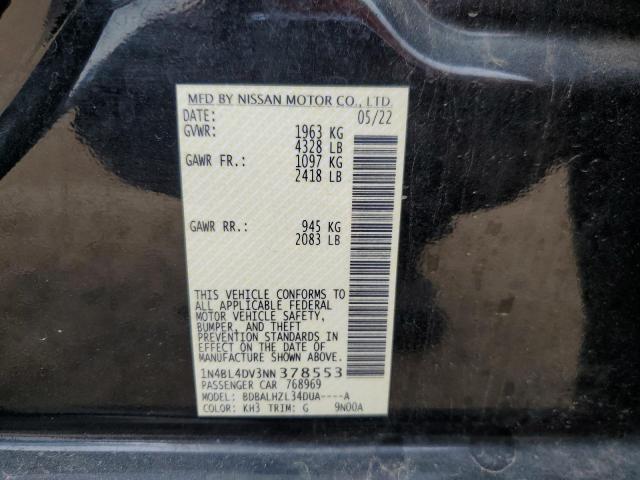 MFD BY NISSAN MOTOR CO., LTD.
DATE: 05/22
GVWR: 1963 KG
4328 LB
GAWR FR.: 1097 KG
2418 LB
GAWR RR.: 945 KG
2083 LB
THIS VEHICLE CONFORMS TO
ALL APPLICABLE FEDERAL
MOTOR VEHICLE SAFETY,
BUMPER, AND THEFT
PREVENTION STANDARDS IN
EFFECT ON THE DATE OF
MANUFACTURE SHOWN ABOVE.
1N4BL4DV3NN378553
PASSENGER CAR 768969
MODEL: BDBALHZL34DUA----A
COLOR: KH3 TRIM: G 9N00A